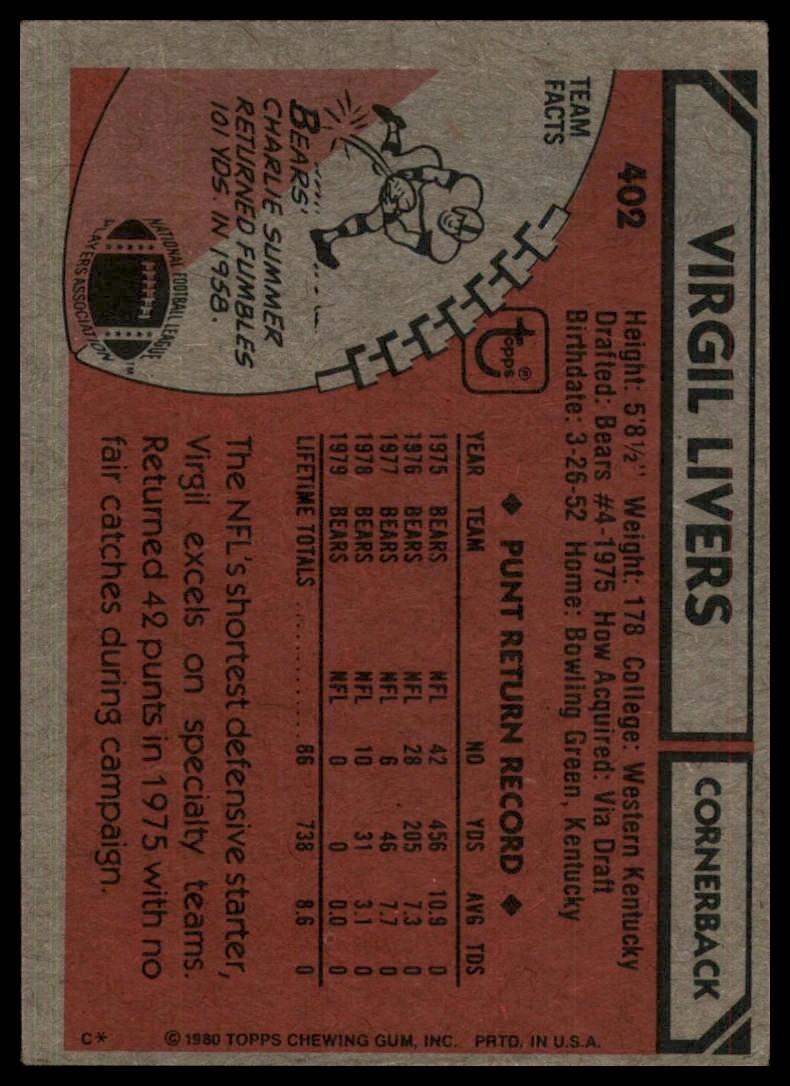 VIRGIL LIVERS CORNERBACK
402
Height: 5'8½" Weight: 178 College: Western Kentucky
Drafted: Bears #4-1975 How Acquired: Via Draft
Birthdate: 3-26-52 Home: Bowling Green, Kentucky
TEAM
FACTS
BEARS'
CHARLIE SUMMER
RETURNED FUMBLES
101 YDS. IN 1958.
NATIONAL FOOTBALL LEAGUE
PLAYERS ASSOCIATION
TM
topps®
◆ PUNT RETURN RECORD ◆
YEAR TEAM NO YDS AVG TDS
1975 BEARS NFL 42 456 10.9 0
1976 BEARS NFL 28 205 7.3 0
1977 BEARS NFL 6 46 7.7 0
1978 BEARS NFL 10 31 3.1 0
1979 BEARS NFL 0 0 0.0 0
LIFETIME TOTALS .......... 86 738 8.6 0
The NFL's shortest defensive starter,
Virgil excels on specialty teams.
Returned 42 punts in 1975 with no
fair catches during campaign.
C* © 1980 TOPPS CHEWING GUM, INC. PRTD. IN U.S.A.